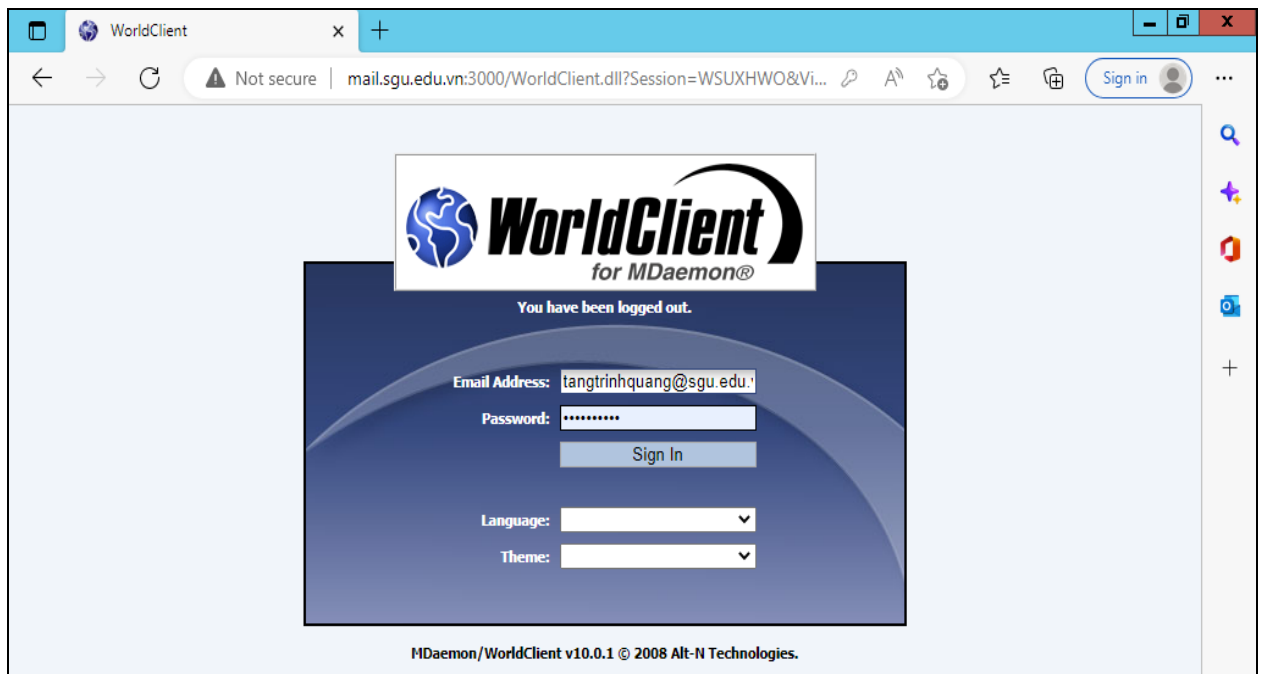 WorldClient
Not secure | mail.sgu.edu.vn:3000/WorldClient.dll?Session=WSUXHWO&Vi...
Sign in
WorldClient
for MDaemon®
You have been logged out.
Email Address: tangtrinhquang@sgu.edu.
Password: ••••••••••
Sign In
Language:
Theme:
MDaemon/WorldClient v10.0.1 © 2008 Alt-N Technologies.